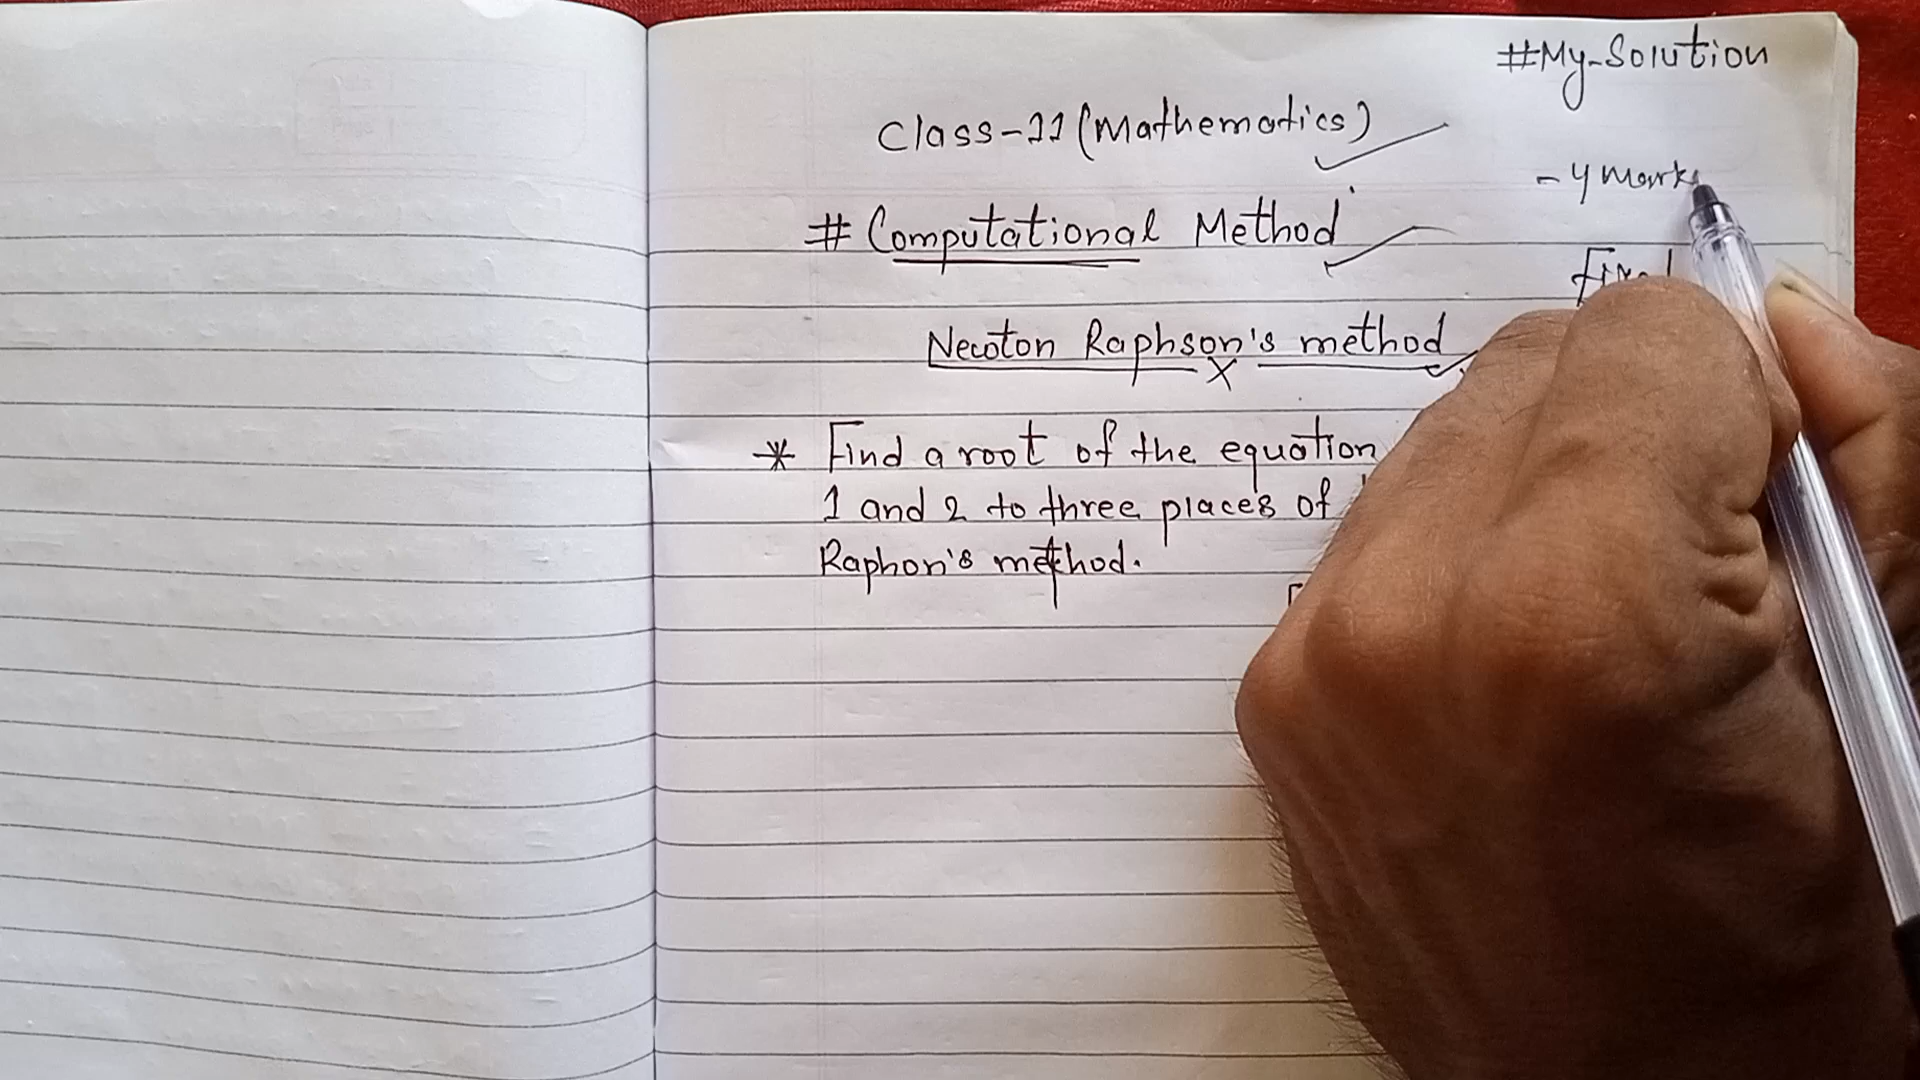 #My-Solution
Class-11 (Mathematics)
- 4 marks
# Computational Method
Newton Raphson's method
* Find a root of the equation
1 and 2 to three places of
Raphon's method.